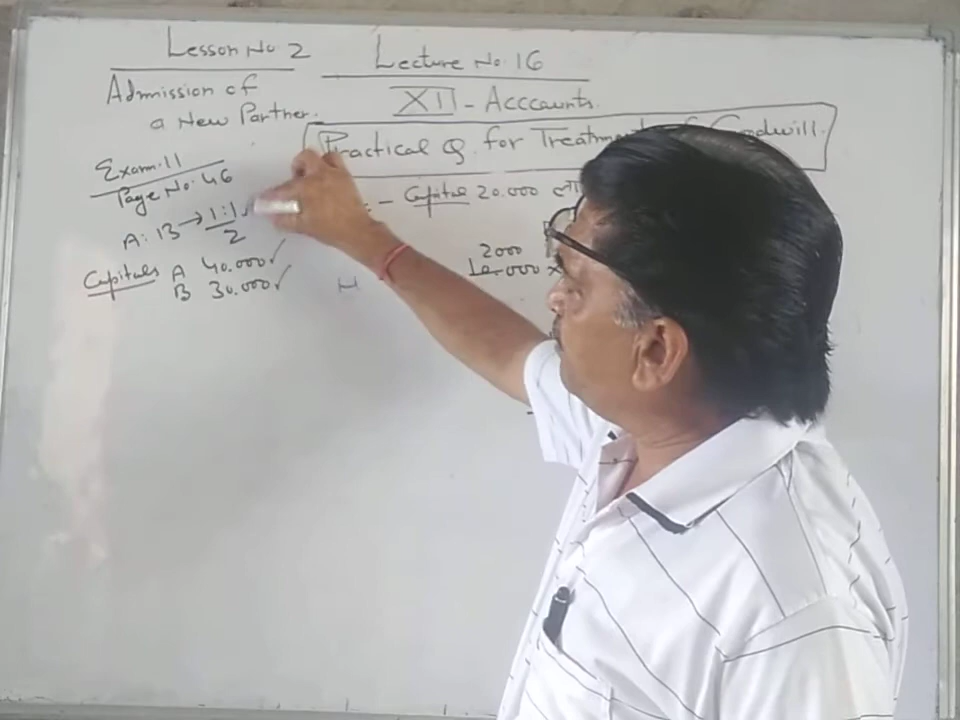 Lesson No. 2
Lecture No. 16
Admission of
a New Partner.
XII - Acccounts.
Practical Q. for Treatment of Goodwill.
Exam:11
Page No. 46
A:B → 1:1 ✓
2
Capitals A 40.000 ✓
B 30.000 ✓
- Capital 20.000
2000
10.000 ×
H